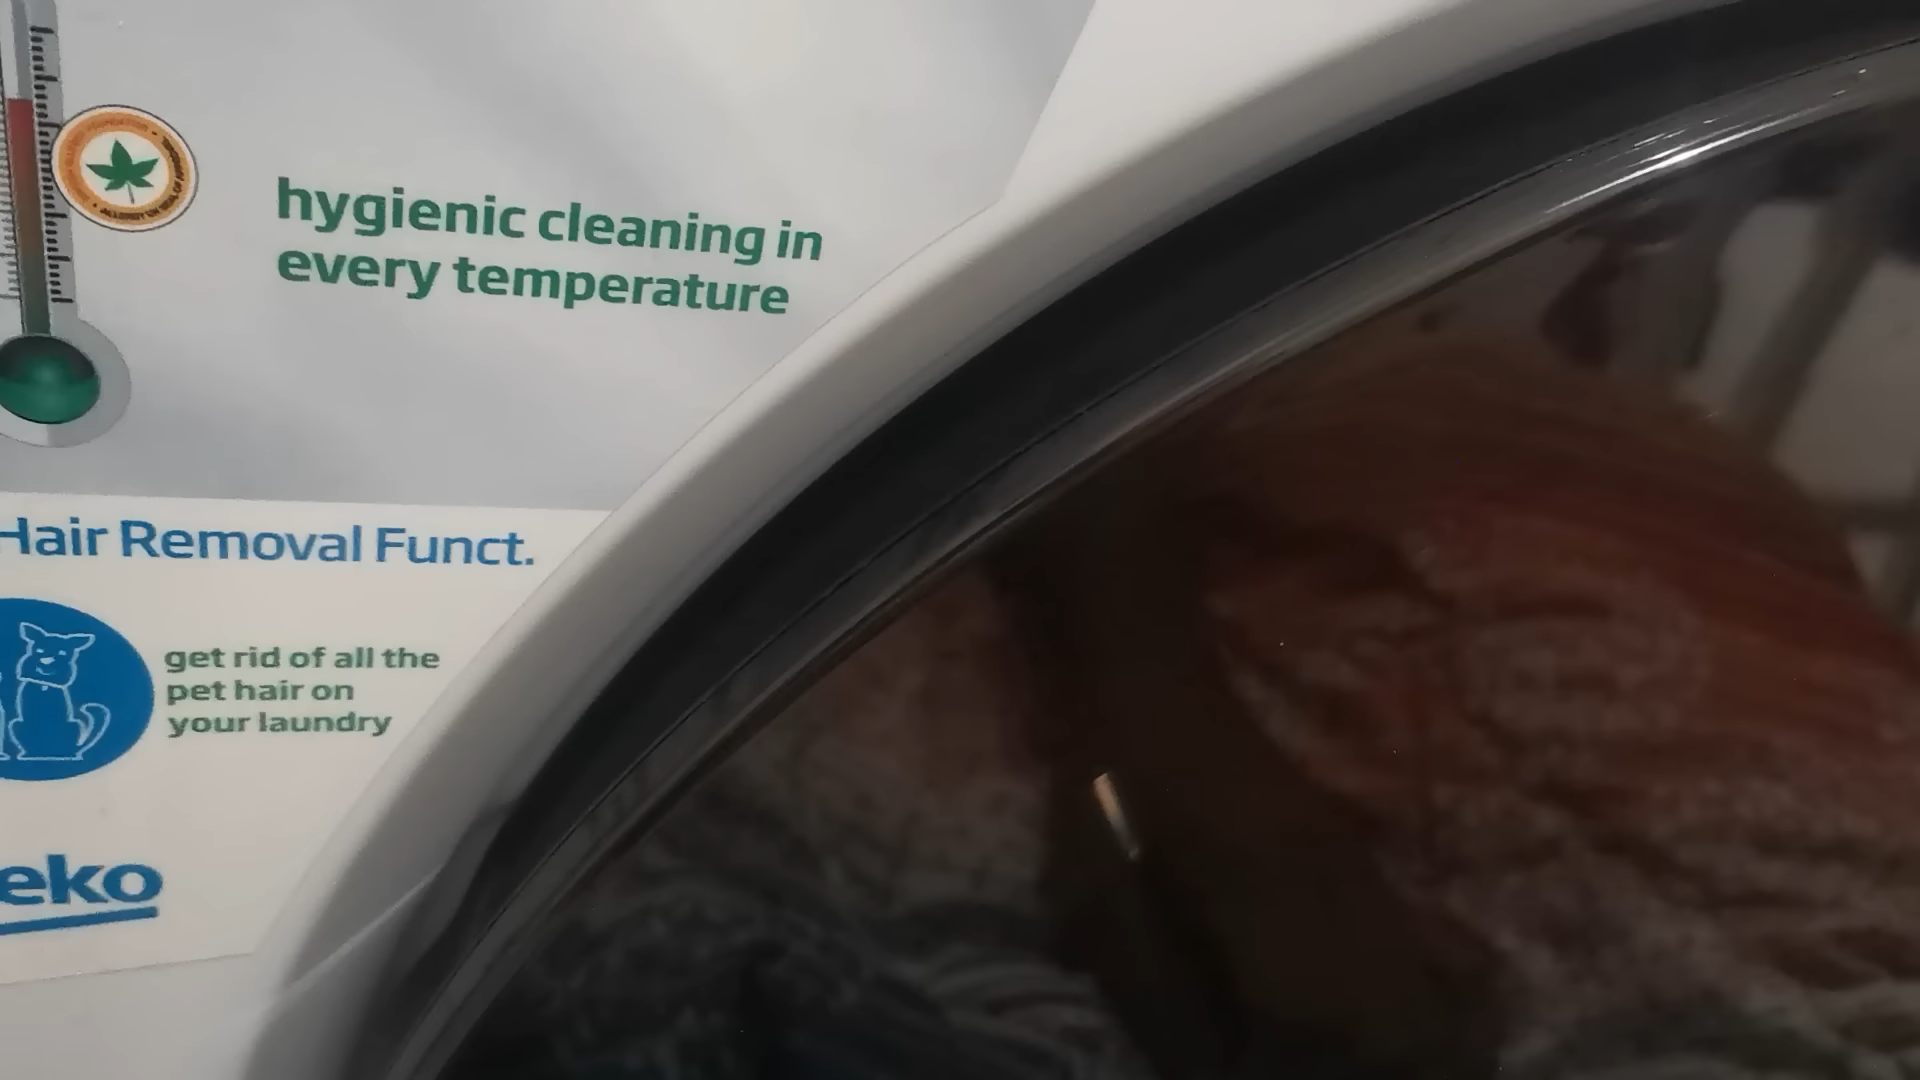 hygienic cleaning in
every temperature
Hair Removal Funct.
get rid of all the
pet hair on
your laundry
eko